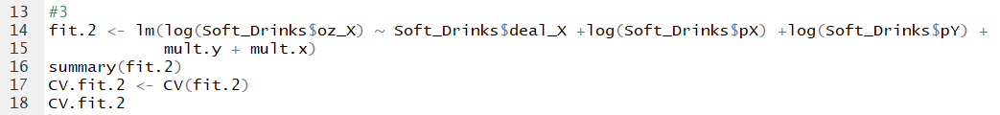 13 #3
14 fit.2 <- lm(log(Soft_Drinks$oz_X) ~ Soft_Drinks$deal_X +log(Soft_Drinks$pX) +log(Soft_Drinks$pY) +
15 mult.y + mult.x)
16 summary(fit.2)
17 CV.fit.2 <- CV(fit.2)
18 CV.fit.2